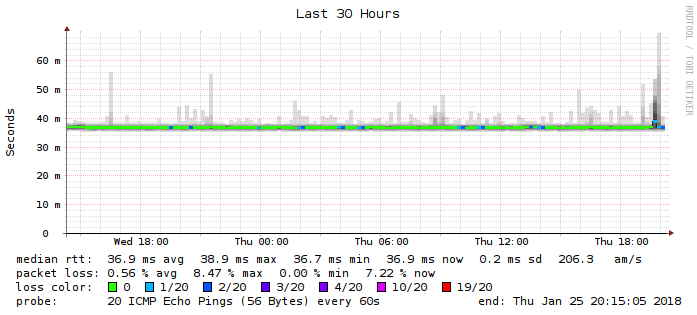 Last 30 Hours
RRDTOOL / TOBI OETIKER
Seconds
60 m
50 m
40 m
30 m
20 m
10 m
0
Wed 18:00 Thu 00:00 Thu 06:00 Thu 12:00 Thu 18:00
median rtt: 36.9 ms avg 38.9 ms max 36.7 ms min 36.9 ms now 0.2 ms sd 206.3 am/s
packet loss: 0.56 % avg 8.47 % max 0.00 % min 7.22 % now
loss color: 0 1/20 2/20 3/20 4/20 10/20 19/20
probe: 20 ICMP Echo Pings (56 Bytes) every 60s end: Thu Jan 25 20:15:05 2018